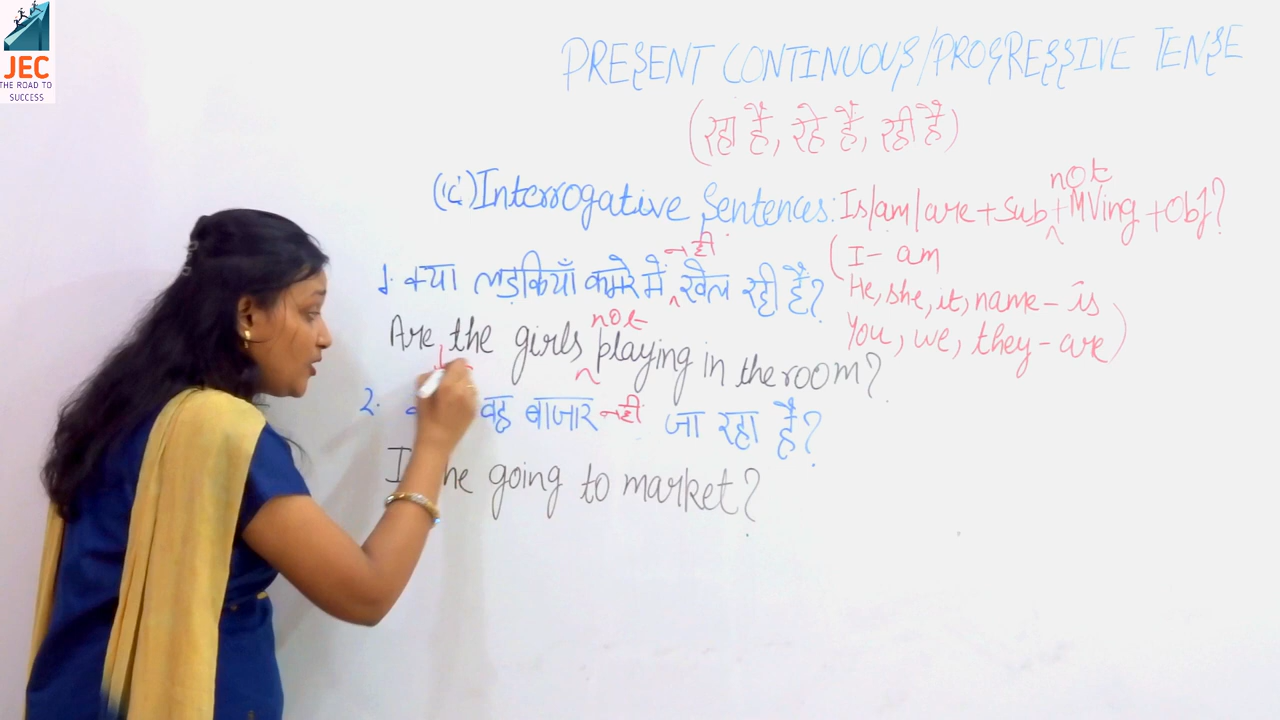 JEC
THE ROAD TO
SUCCESS
PRESENT CONTINUOUS/PROGRESSIVE TENSE
(रहा है, रहे हैं, रही है)
Interrogative Sentences: Is/am/are + Sub + not MVing + Obj?
(I - am
He, she, it, name - is
You, we, they - are)
1. क्या लड़कियाँ कमरे में नही खेल रही हैं?
Are the girls not playing in the room?
2. वह बाजार नही जा रहा है?
he going to market?